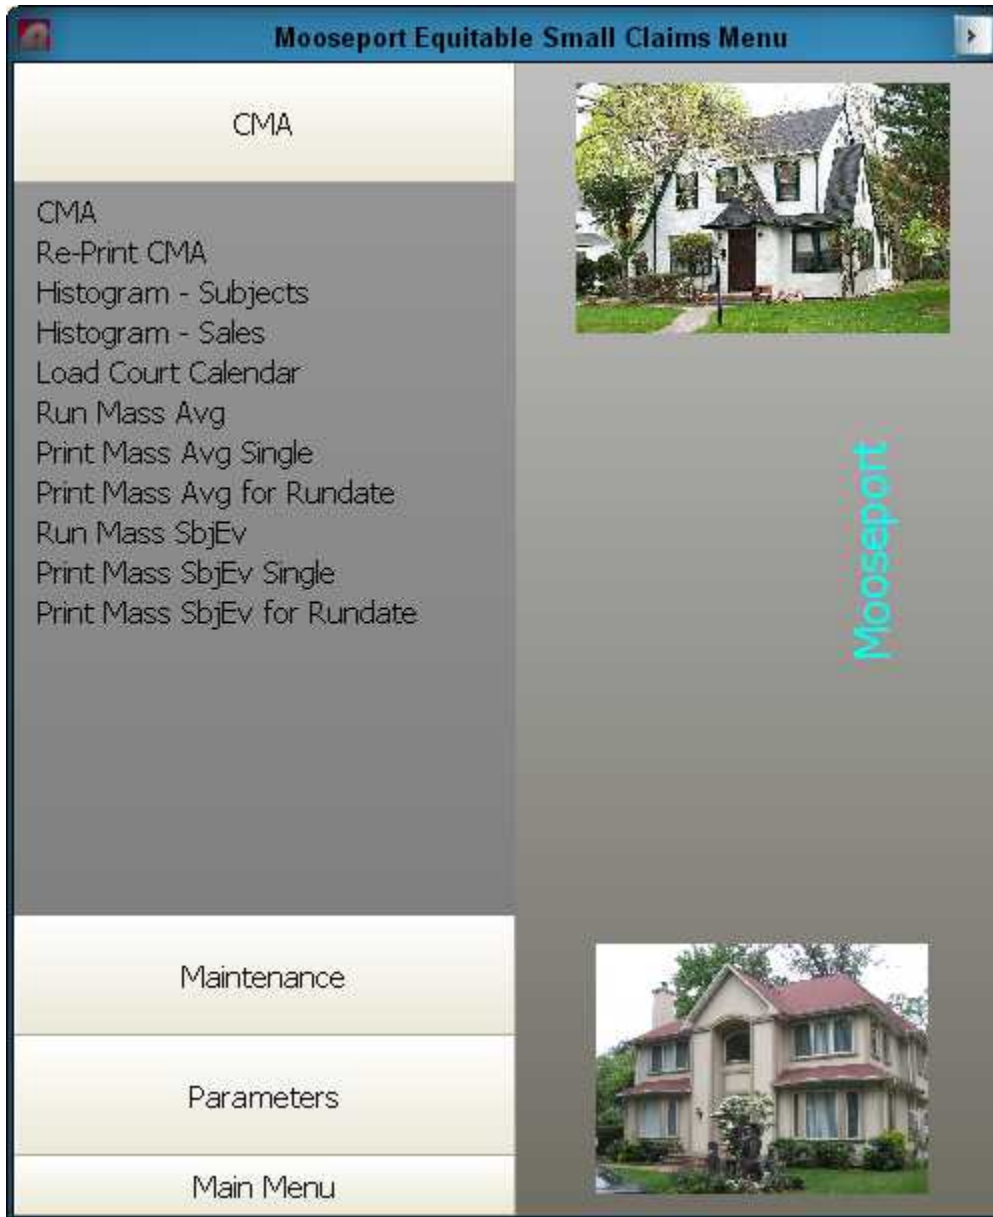 Mooseport Equitable Small Claims Menu
CMA
CMA
Re-Print CMA
Histogram - Subjects
Histogram - Sales
Load Court Calendar
Run Mass Avg
Print Mass Avg Single
Print Mass Avg for Rundate
Run Mass SbjEv
Print Mass SbjEv Single
Print Mass SbjEv for Rundate
Maintenance
Parameters
Main Menu
Mooseport